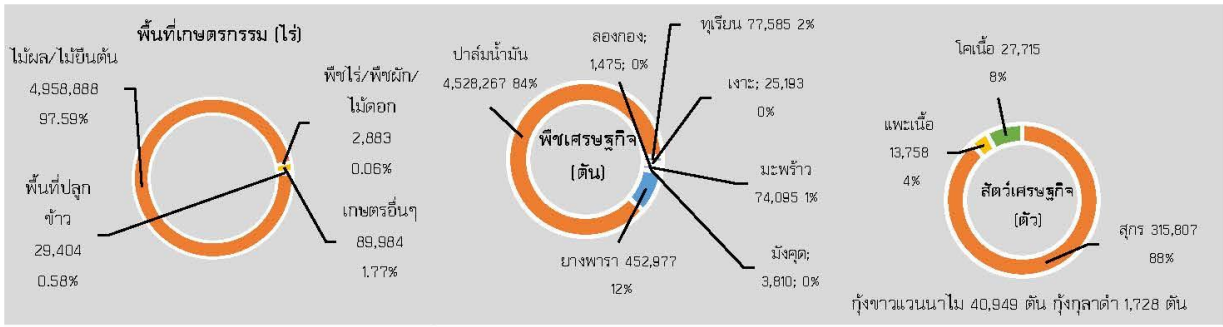 พื้นที่เกษตรกรรม (ไร่)
ไม้ผล/ไม้ยืนต้น
4,958,888
97.59%
พืชไร่/พืชผัก/
ไม้ดอก
2,883
0.06%
พื้นที่ปลูก
ข้าว
29,404
0.58%
เกษตรอื่นๆ
89,984
1.77%
พืชเศรษฐกิจ
(ตัน)
ปาล์มน้ำมัน
4,528,267 84%
ลองกอง;
1,475; 0%
ทุเรียน 77,585 2%
เงาะ; 25,193
0%
มะพร้าว
74,095 1%
มังคุด;
3,810; 0%
ยางพารา 452,977
12%
โคเนื้อ 27,715
8%
แพะเนื้อ
13,758
4%
สัตว์เศรษฐกิจ
(ตัว)
สุกร 315,807
88%
กุ้งขาวแวนนาไม 40,949 ตัน กุ้งกุลาดำ 1,728 ตัน